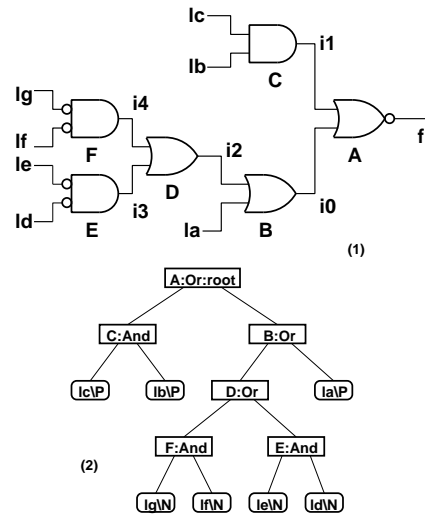 Ic
i1
Ib
C
Ig
i4
A
f
If
F
i2
Ie
D
i3
i0
Id
E
Ia
B
(1)
A:Or:root
C:And
B:Or
Ic\P
Ib\P
D:Or
Ia\P
F:And
E:And
(2)
Ig\N
If\N
Ie\N
Id\N